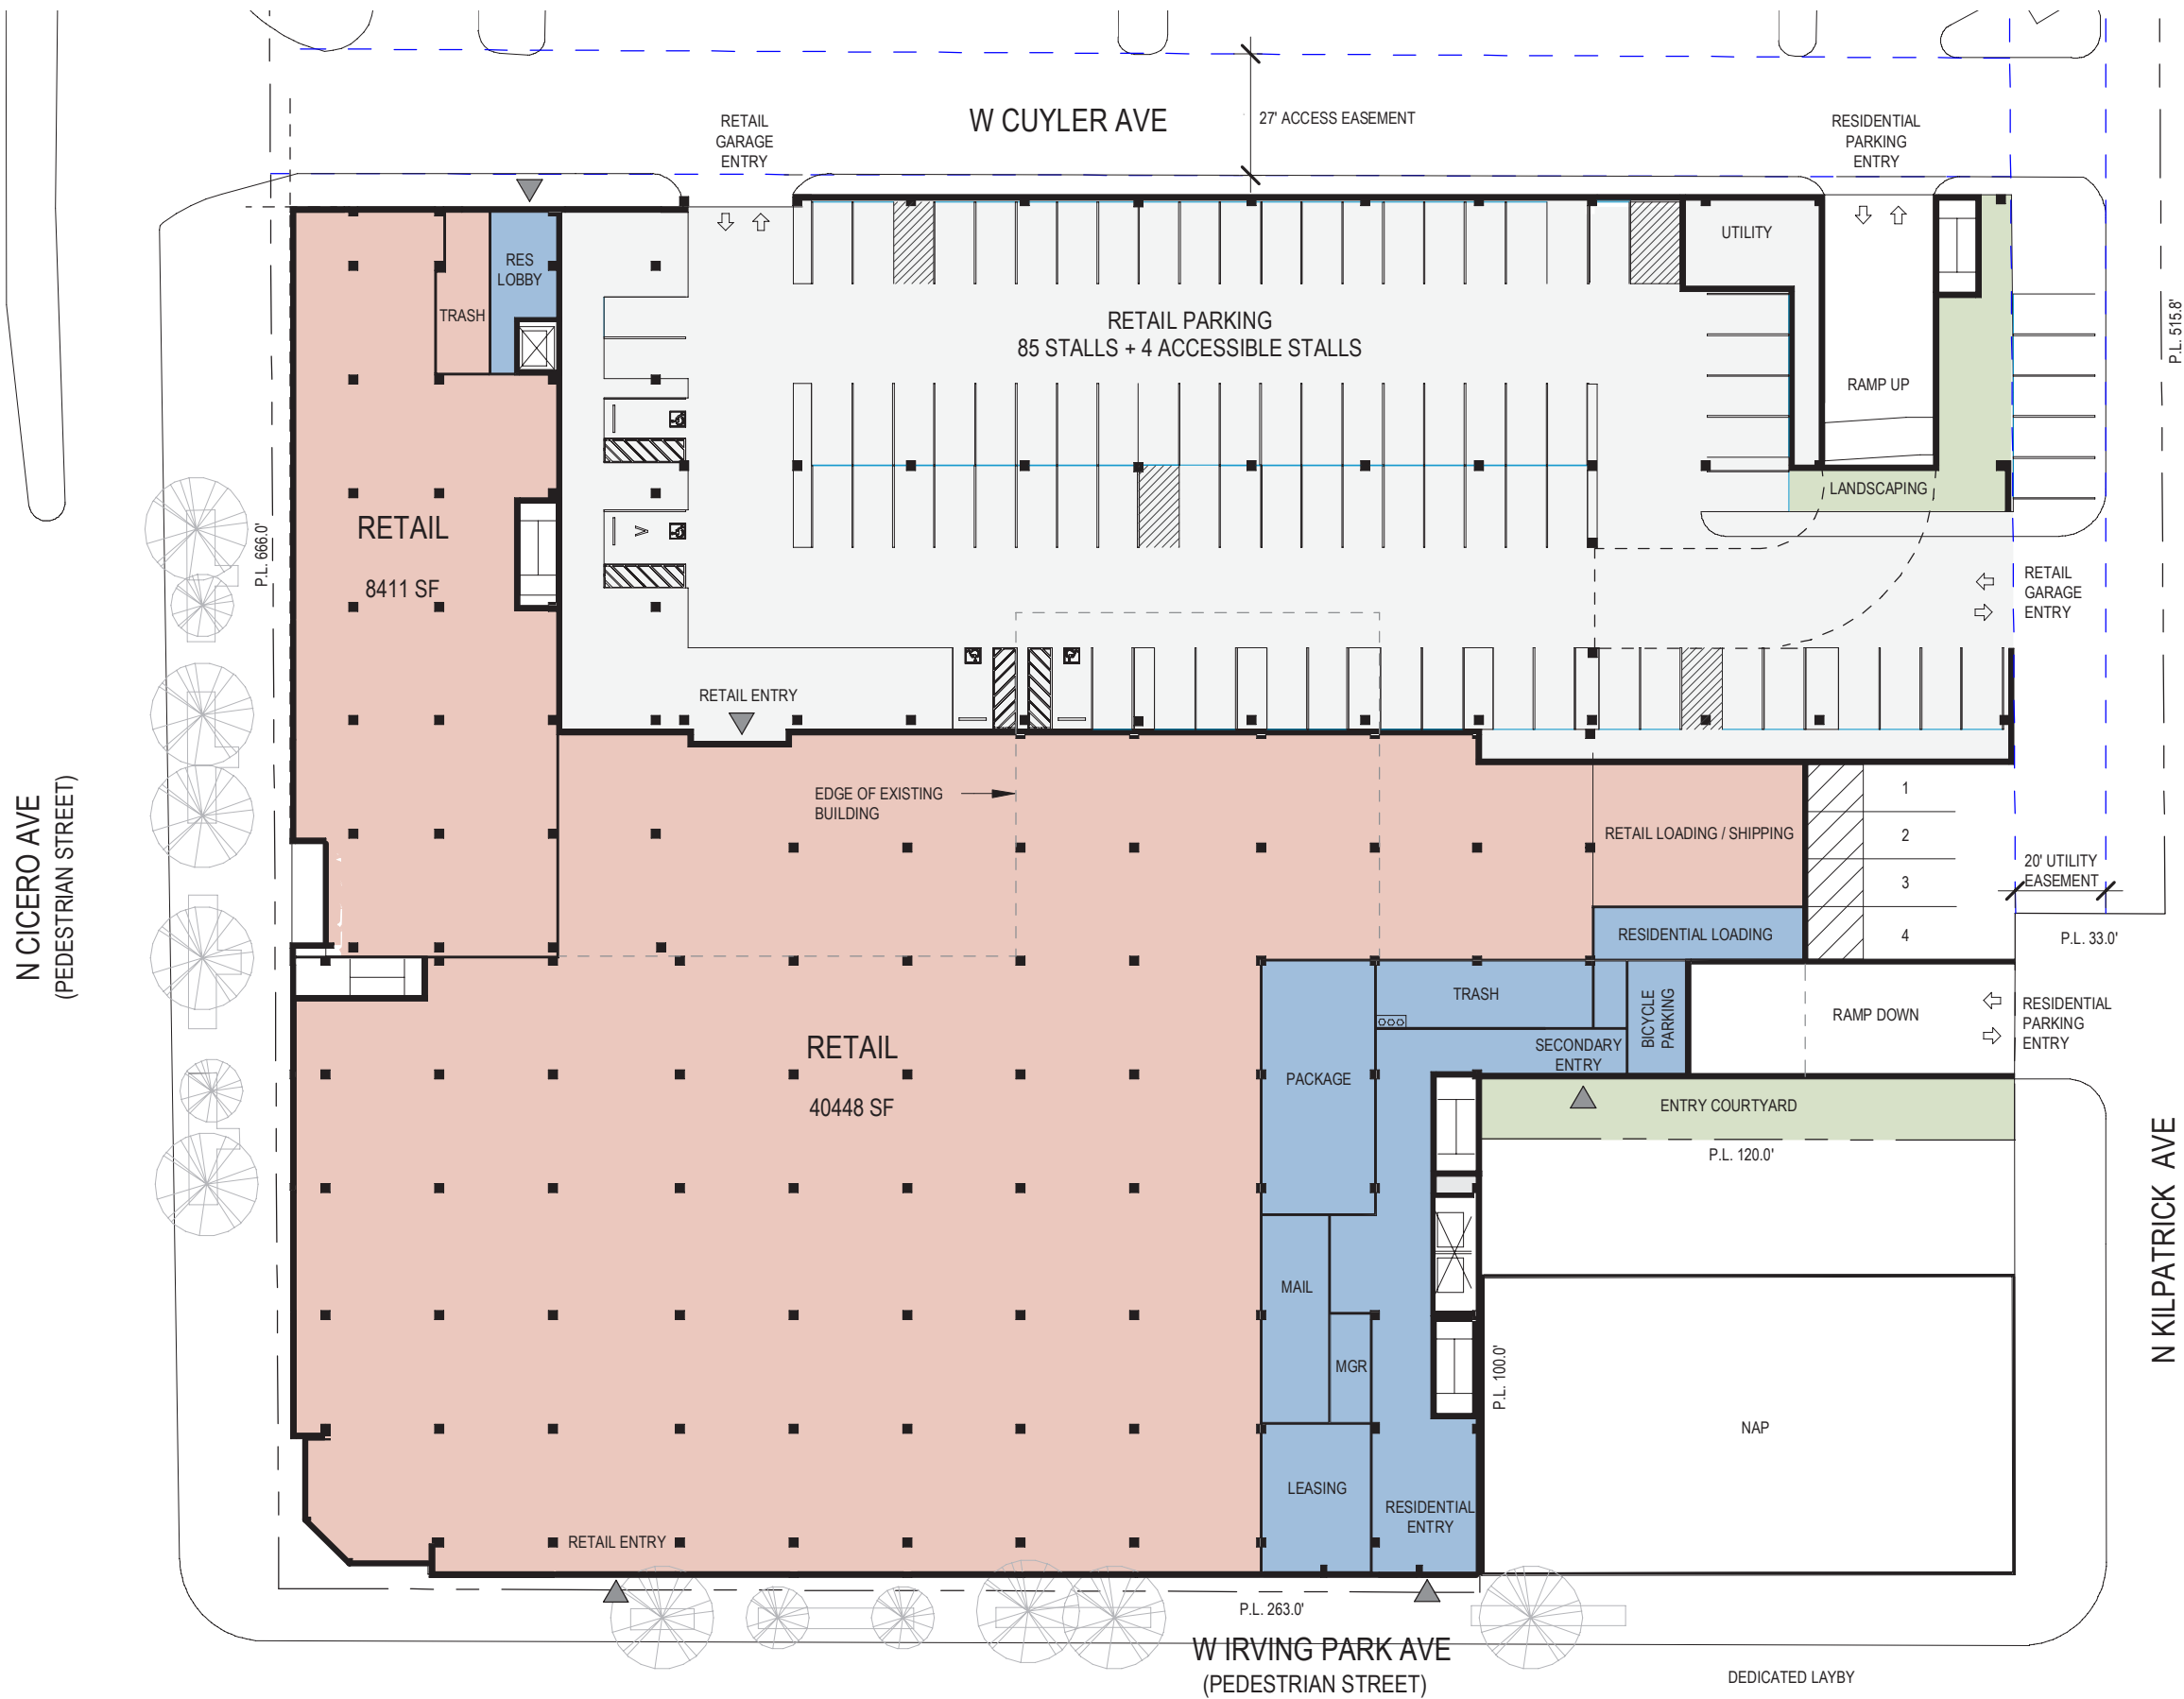 W CUYLER AVE
27' ACCESS EASEMENT
RETAIL
GARAGE
ENTRY
RESIDENTIAL
PARKING
ENTRY
RES
LOBBY
TRASH
UTILITY
RETAIL PARKING
85 STALLS + 4 ACCESSIBLE STALLS
RAMP UP
P.L. 515.8'
LANDSCAPING
RETAIL
8411 SF
P.L. 666.0'
V
RETAIL
GARAGE
ENTRY
RETAIL ENTRY
EDGE OF EXISTING
BUILDING
RETAIL LOADING / SHIPPING
1
2
3
4
20' UTILITY
EASEMENT
N CICERO AVE
(PEDESTRIAN STREET)
RESIDENTIAL LOADING
P.L. 33.0'
TRASH
BICYCLE
PARKING
RAMP DOWN
RESIDENTIAL
PARKING
ENTRY
SECONDARY
ENTRY
RETAIL
40448 SF
PACKAGE
ENTRY COURTYARD
P.L. 120.0'
N KILPATRICK AVE
MAIL
MGR
P.L. 100.0'
NAP
LEASING
RESIDENTIAL
ENTRY
RETAIL ENTRY
P.L. 263.0'
W IRVING PARK AVE
(PEDESTRIAN STREET)
DEDICATED LAYBY